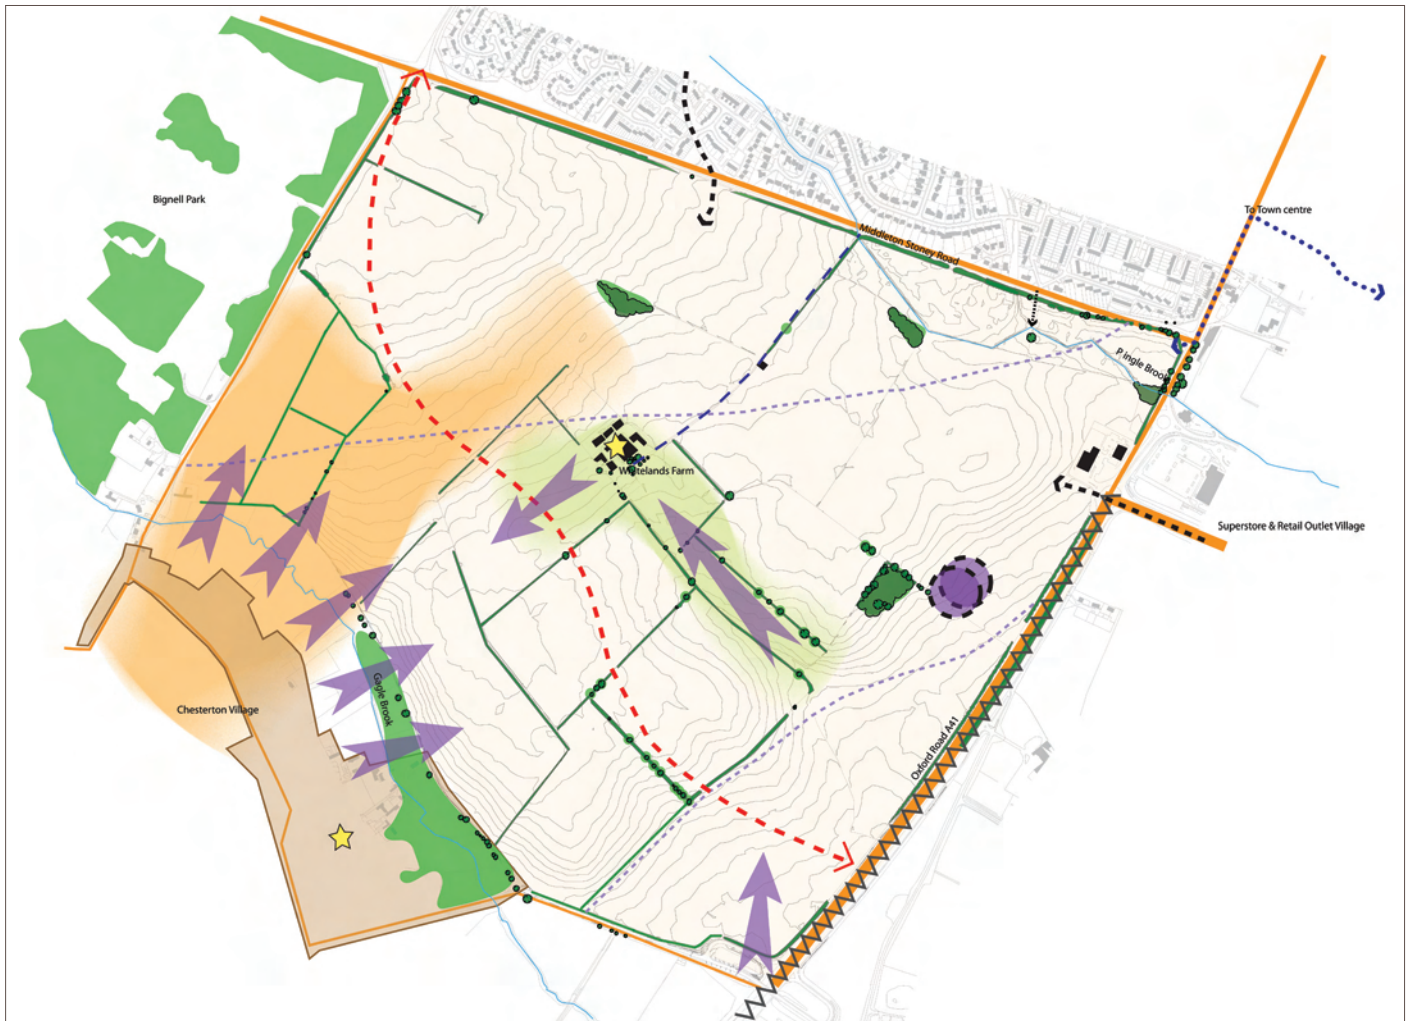 Bignell Park
To Town centre
Middleton Stoney Road
Pingle Brook
Whitelands Farm
Superstore & Retail Outlet Village
Gagle Brook
Chesterton Village
Oxford Road A41